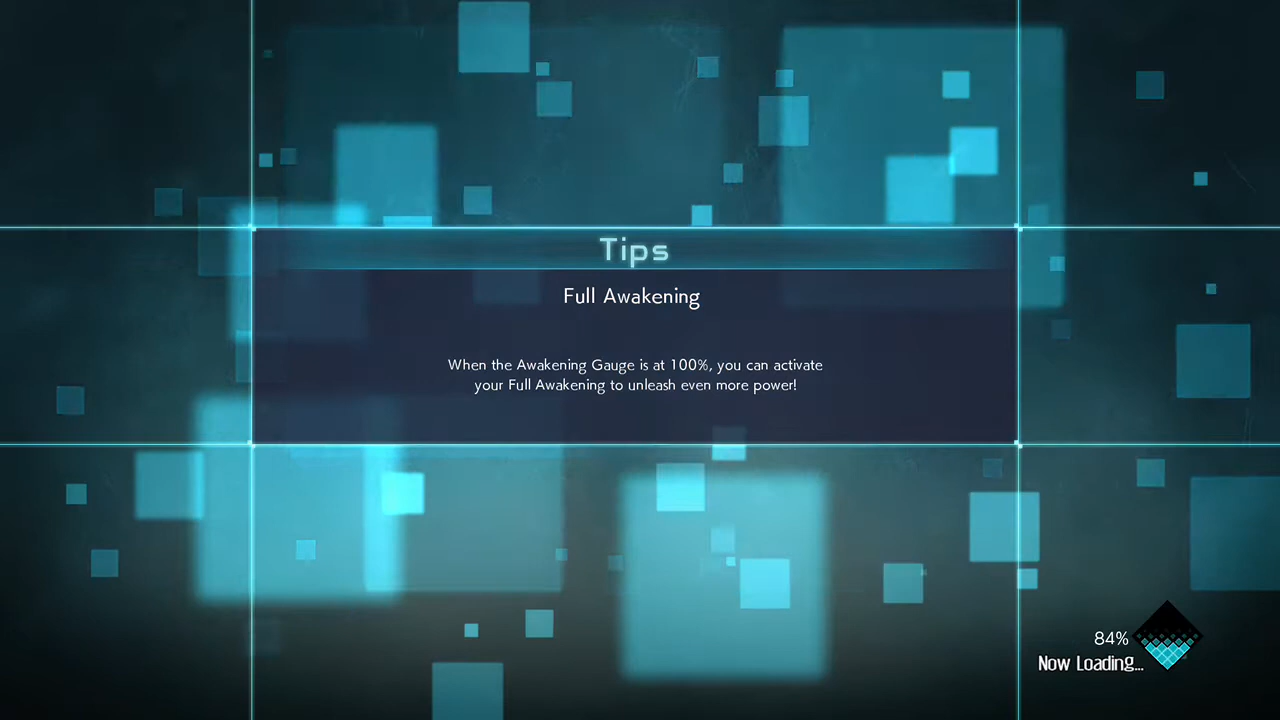 Tips
Full Awakening
When the Awakening Gauge is at 100%, you can activate
your Full Awakening to unleash even more power!
84%
Now Loading...